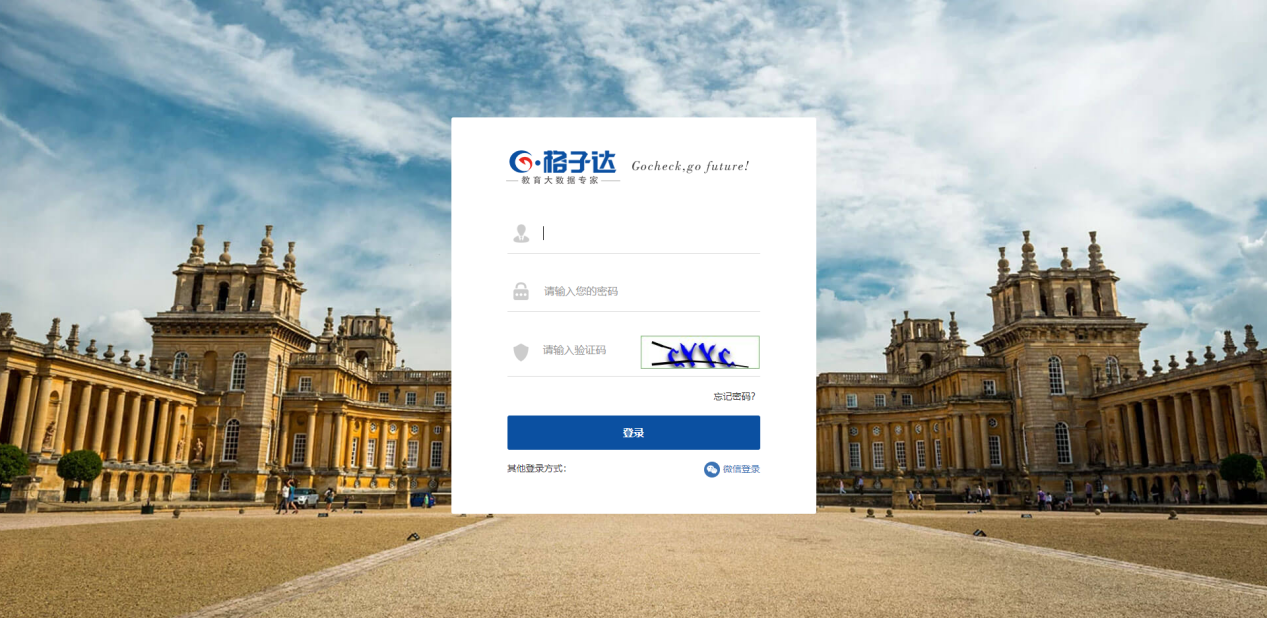 格子达 Gocheck,go future!
教育大数据专家
请输入您的密码
请输入验证码
忘记密码?
登录
其他登录方式:
微信登录